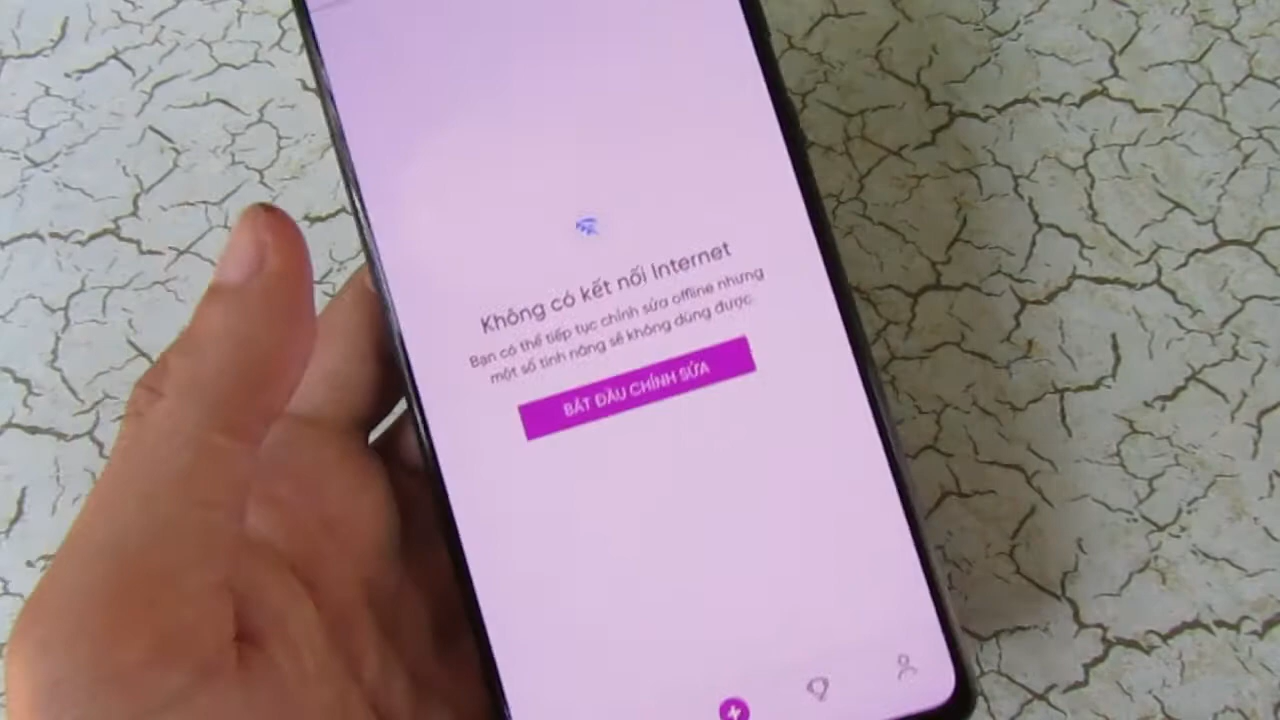 Không có kết nối Internet
Bạn có thể tiếp tục chỉnh sửa offline nhưng
một số tính năng sẽ không dùng được.
BẮT ĐẦU CHỈNH SỬA